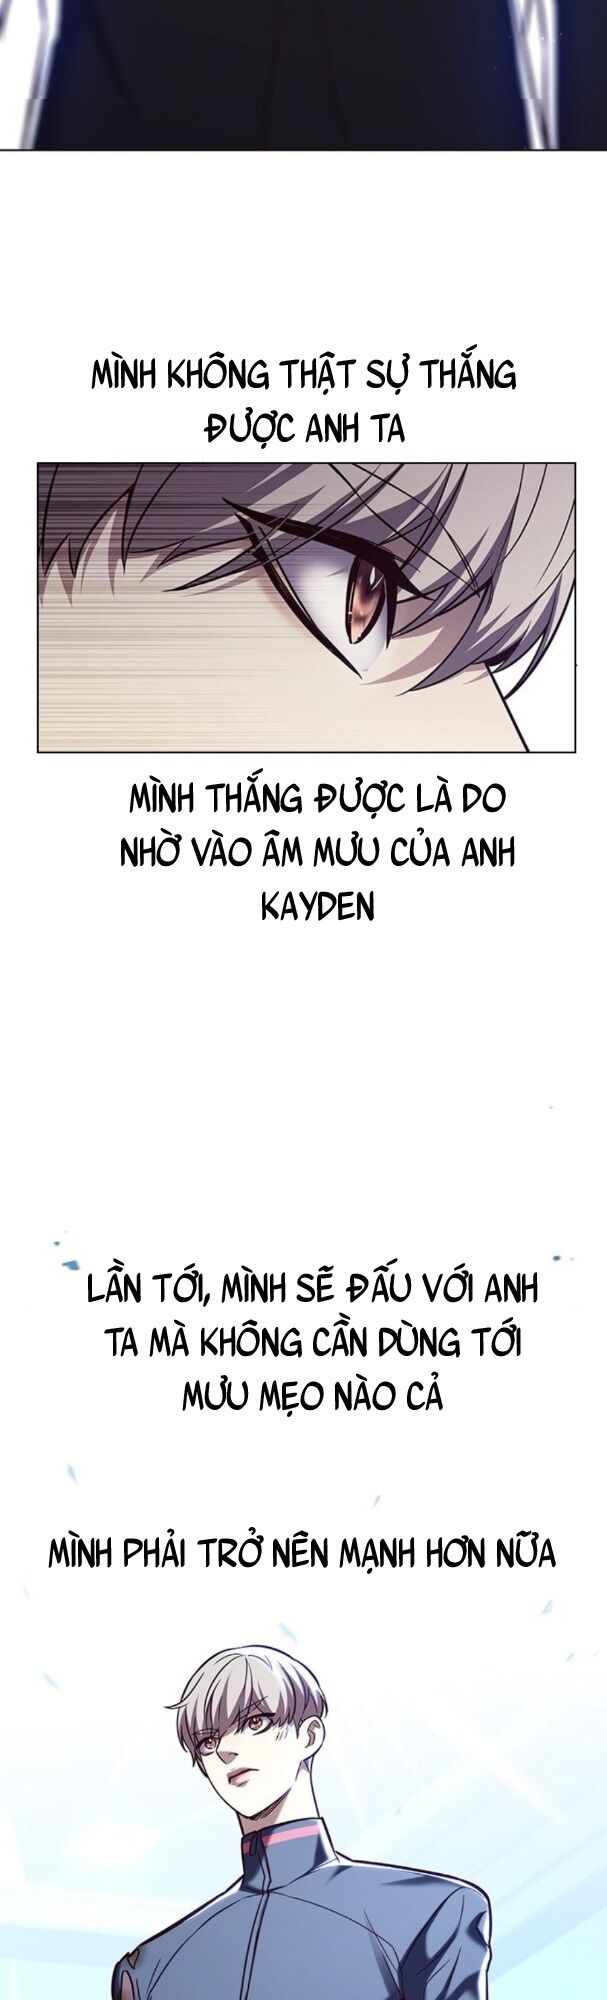 MÌNH KHÔNG THẬT SỰ THẮNG
ĐƯỢC ANH TA
MÌNH THẮNG ĐƯỢC LÀ DO
NHỜ VÀO ÂM MƯU CỦA ANH
KAYDEN
LẦN TỚI, MÌNH SẼ ĐẤU VỚI ANH
TA MÀ KHÔNG CẦN DÙNG TỚI
MƯU MẸO NÀO CẢ
MÌNH PHẢI TRỞ NÊN MẠNH HƠN NỮA